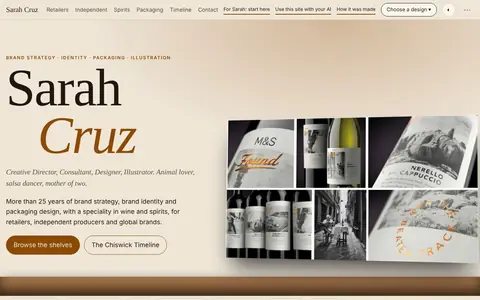 Sarah Cruz Retailers Independent Spirits Packaging Timeline Contact For Sarah: start here Use this site with your AI How it was made Choose a design ▾
BRAND STRATEGY · IDENTITY · PACKAGING · ILLUSTRATION
Sarah
Cruz
Creative Director, Consultant, Designer, Illustrator. Animal lover,
salsa dancer, mother of two.
More than 25 years of brand strategy, brand identity and
packaging design, with a speciality in wine and spirits, for
retailers, independent producers and global brands.
Browse the shelves
The Chiswick Timeline
M&S
Found
NERELLO
CAPPUCCIO